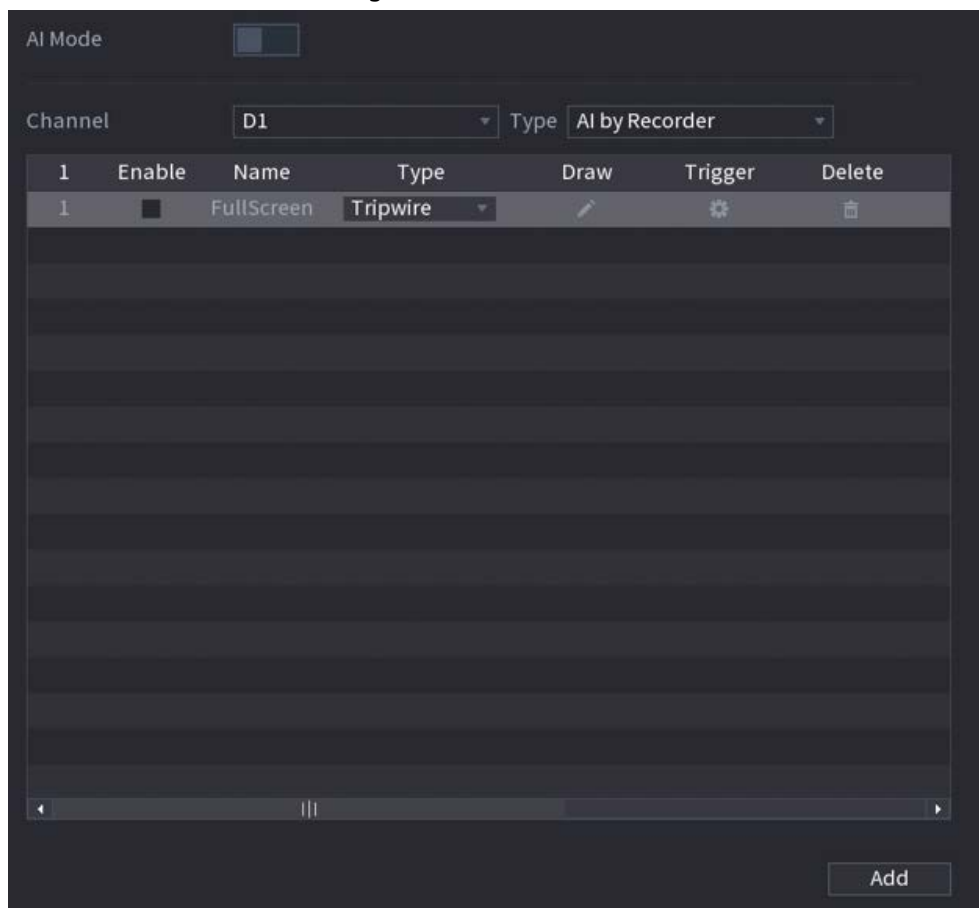 AI Mode
Channel D1 Type AI by Recorder
1 Enable Name Type Draw Trigger Delete
1 FullScreen Tripwire
Add